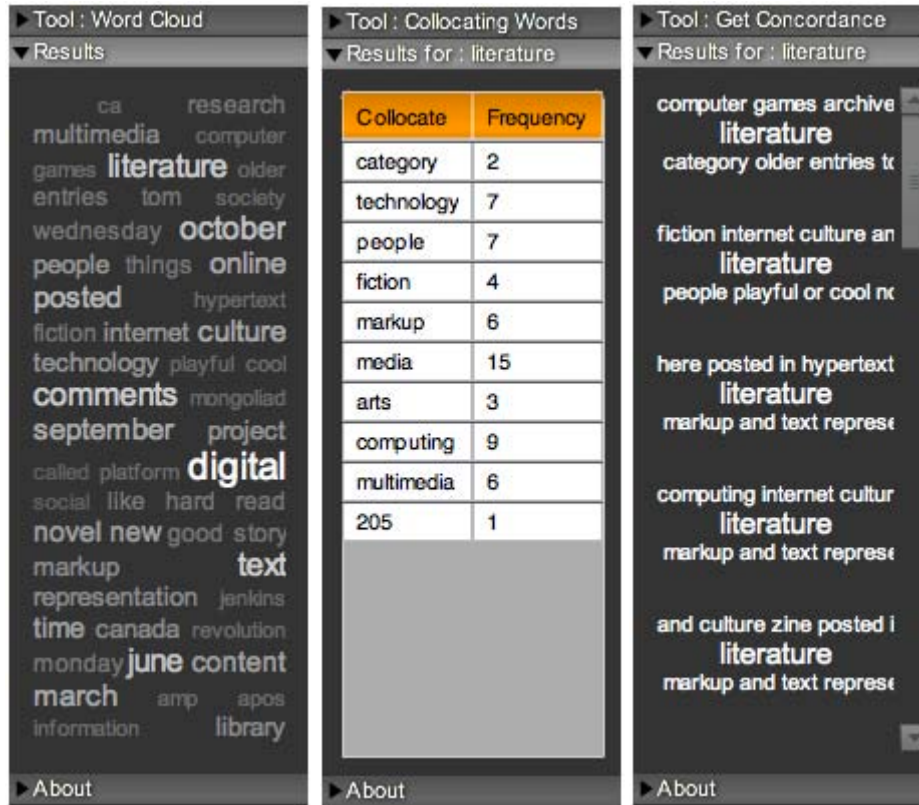 Tool : Word Cloud
Results
ca research
multimedia computer
games literature older
entries tom society
wednesday october
people things online
posted hypertext
fiction internet culture
technology playful cool
comments mongoliad
september project
called platform digital
social like hard read
novel new good story
markup text
representation jenkins
time canada revolution
monday june content
march amp apos
information library
About
Tool : Collocating Words
Results for : literature
Collocate Frequency
category 2
technology 7
people 7
fiction 4
markup 6
media 15
arts 3
computing 9
multimedia 6
205 1
About
Tool : Get Concordance
Results for : literature
computer games archive
literature
category older entries to
fiction internet culture an
literature
people playful or cool no
here posted in hypertext
literature
markup and text represe
computing internet cultur
literature
markup and text represe
and culture zine posted i
literature
markup and text represe
About